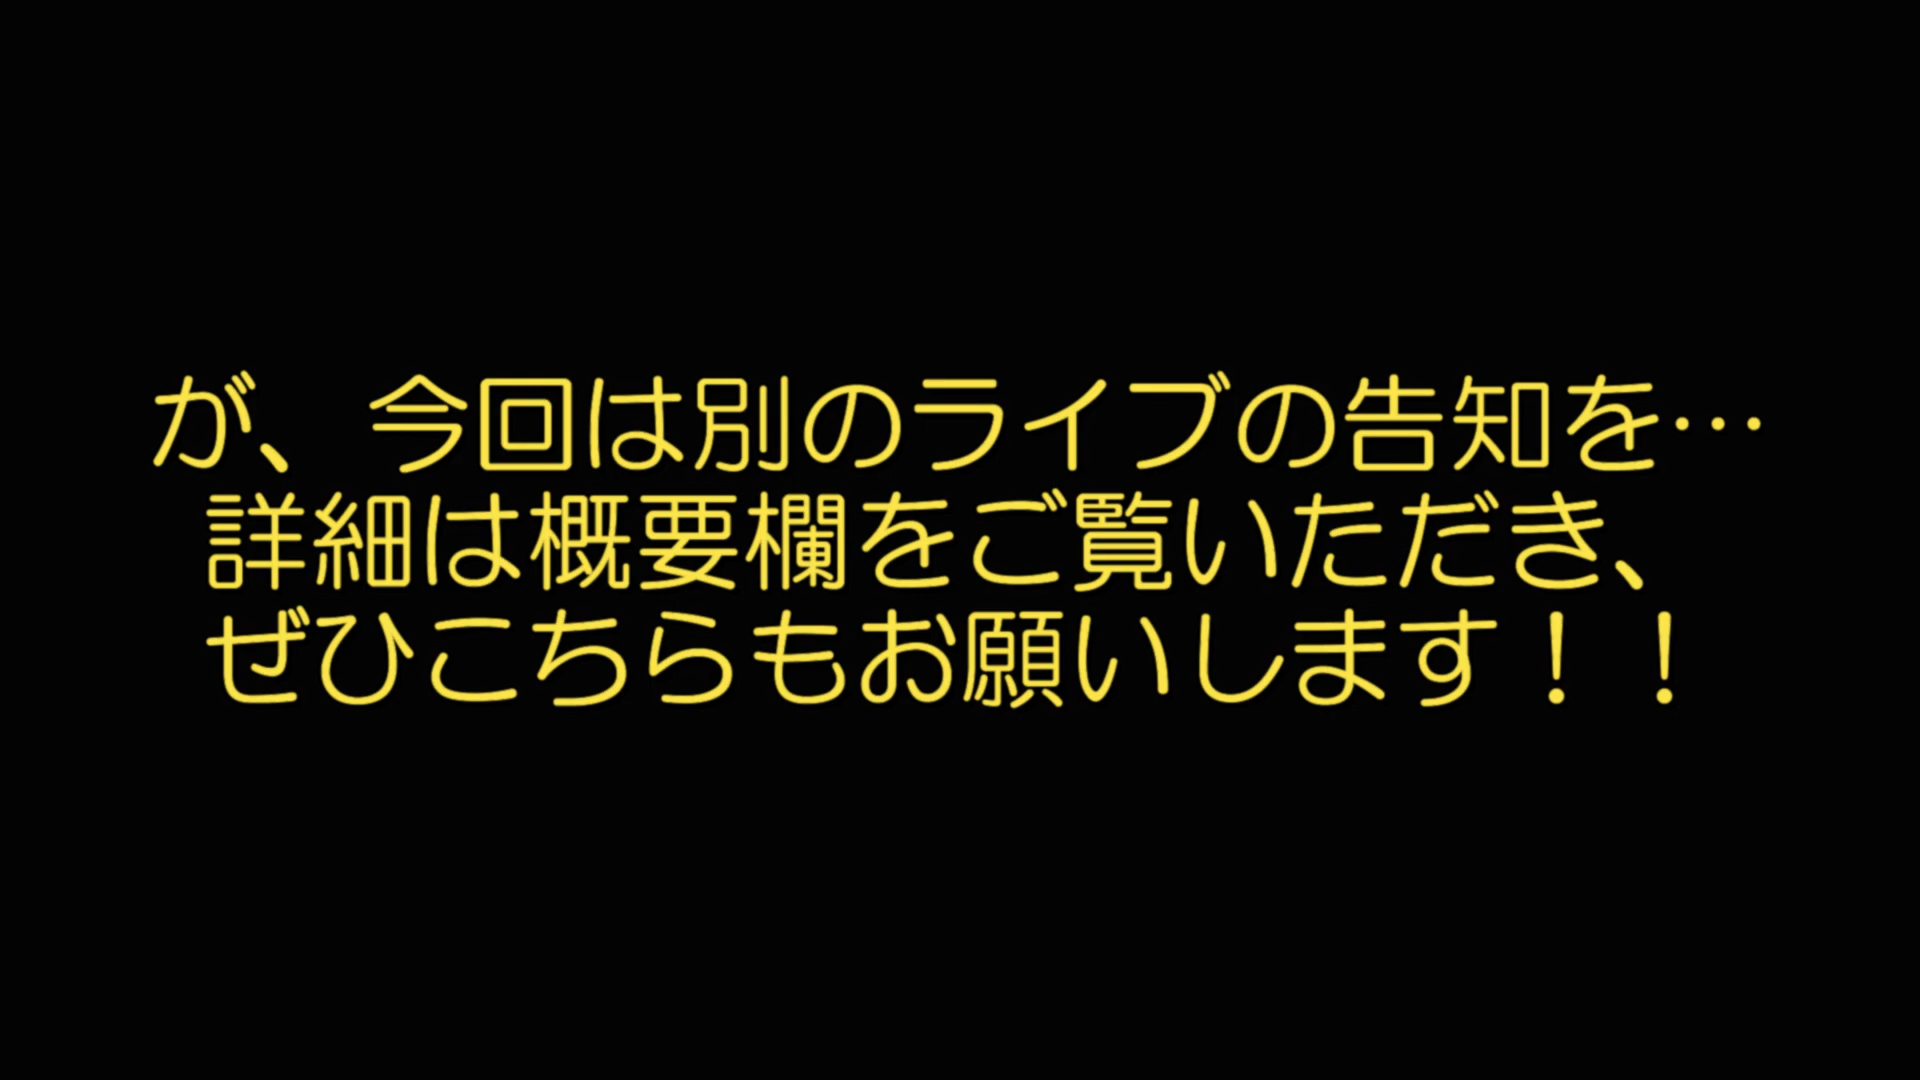 が、今回は別のライブの告知を…
詳細は概要欄をご覧いただき、
ぜひこちらもお願いします！！